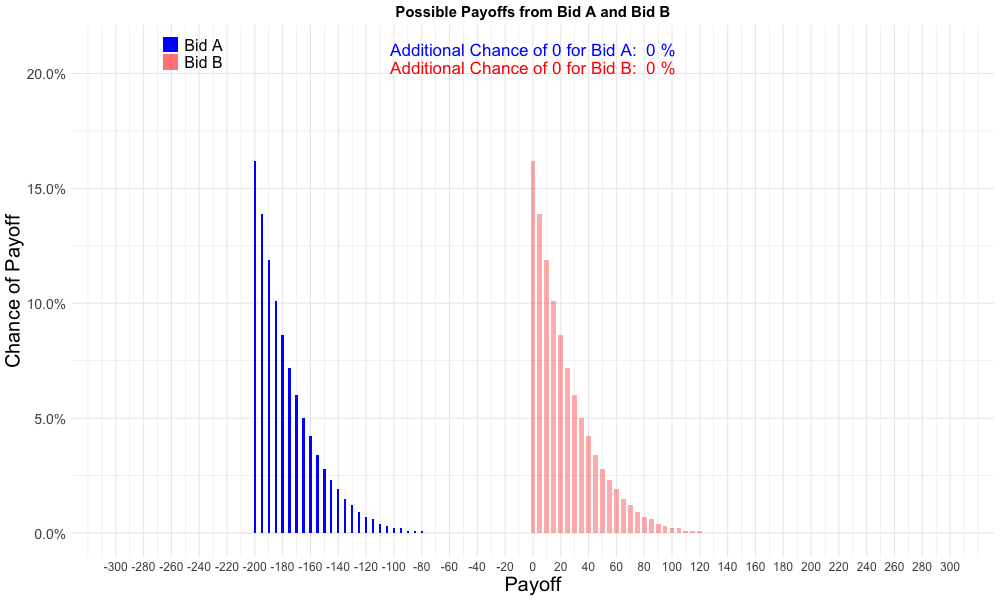 Possible Payoffs from Bid A and Bid B
Bid A
Bid B
Additional Chance of 0 for Bid A:  0 %
Additional Chance of 0 for Bid B:  0 %
Chance of Payoff
20.0%
15.0%
10.0%
5.0%
0.0%
-300 -280 -260 -240 -220 -200 -180 -160 -140 -120 -100 -80 -60 -40 -20 0 20 40 60 80 100 120 140 160 180 200 220 240 260 280 300
Payoff